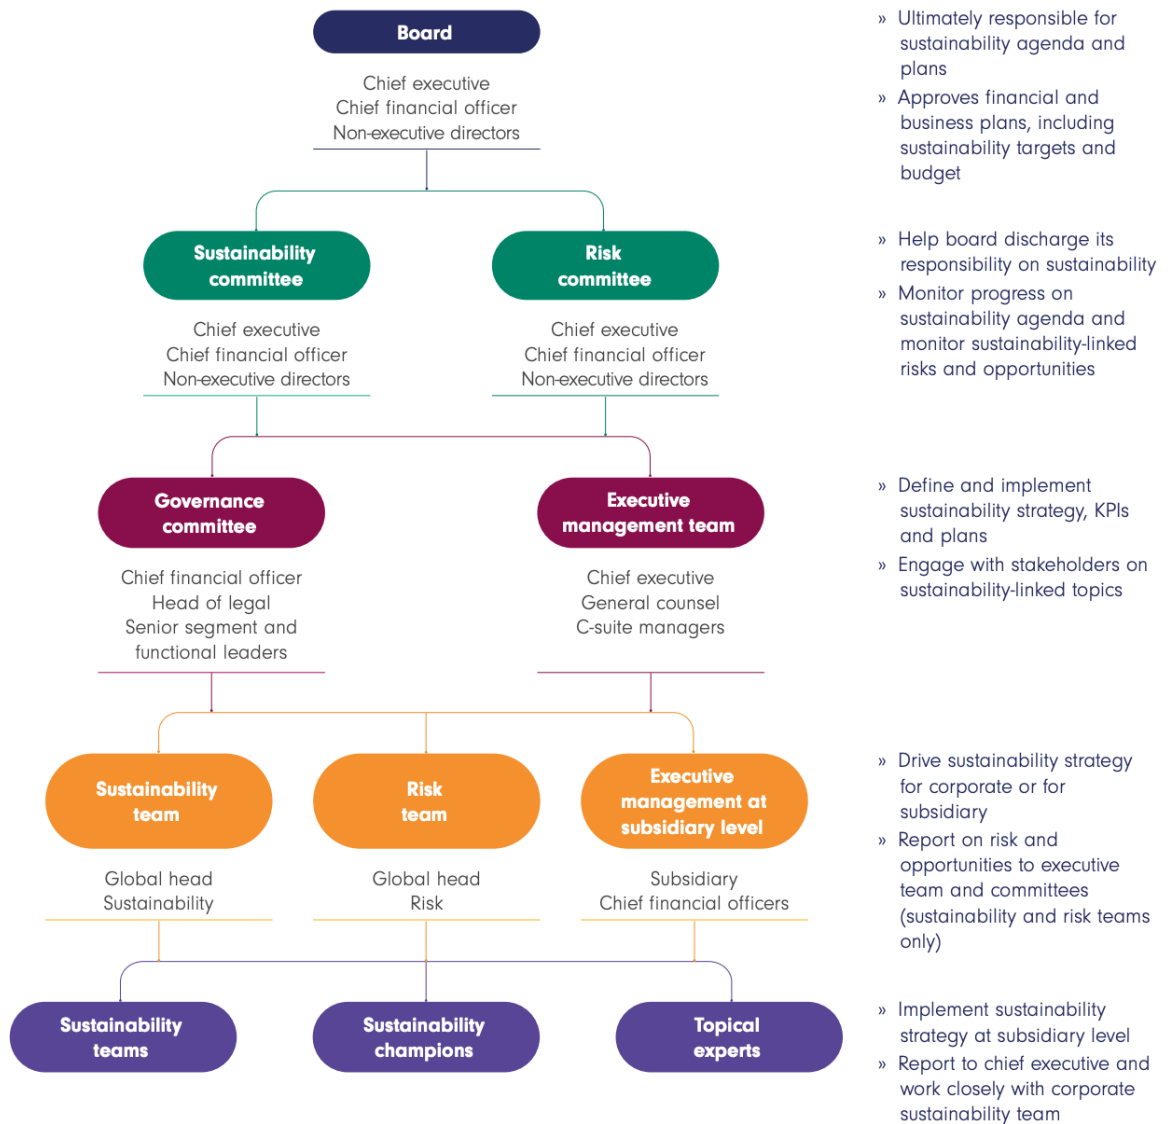 Board
Chief executive
Chief financial officer
Non-executive directors
» Ultimately responsible for
sustainability agenda and
plans
» Approves financial and
business plans, including
sustainability targets and
budget
Sustainability
committee
Chief executive
Chief financial officer
Non-executive directors
Risk
committee
Chief executive
Chief financial officer
Non-executive directors
» Help board discharge its
responsibility on sustainability
» Monitor progress on
sustainability agenda and
monitor sustainability-linked
risks and opportunities
Governance
committee
Chief financial officer
Head of legal
Senior segment and
functional leaders
Executive
management team
Chief executive
General counsel
C-suite managers
» Define and implement
sustainability strategy, KPIs
and plans
» Engage with stakeholders on
sustainability-linked topics
Sustainability
team
Global head
Sustainability
Risk
team
Global head
Risk
Executive
management at
subsidiary level
Subsidiary
Chief financial officers
» Drive sustainability strategy
for corporate or for
subsidiary
» Report on risk and
opportunities to executive
team and committees
(sustainability and risk teams
only)
Sustainability
teams
Sustainability
champions
Topical
experts
» Implement sustainability
strategy at subsidiary level
» Report to chief executive and
work closely with corporate
sustainability team